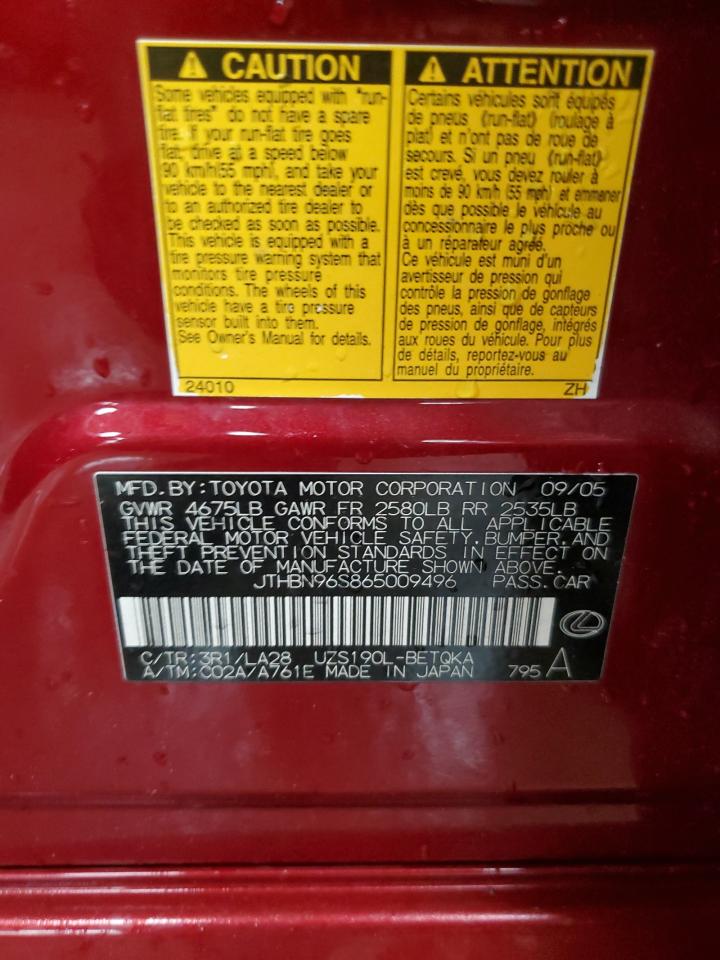 ⚠ CAUTION
Some vehicles equipped with "run-
flat tires" do not have a spare
tire. If your run-flat tire goes
flat, drive at a speed below
90 km/h(55 mph), and take your
vehicle to the nearest dealer or
to an authorized tire dealer to
be checked as soon as possible.
This vehicle is equipped with a
tire pressure warning system that
monitors tire pressure
conditions. The wheels of this
vehicle have a tire pressure
sensor built into them.
See Owner's Manual for details.
24010
⚠ ATTENTION
Certains véhicules sont équipés
de pneus (run-flat) (roulage à
plat) et n'ont pas de roue de
secours. Si un pneu (run-flat)
est crevé, vous devez rouler à
moins de 90 km/h (55 mph) et emmener
dès que possible le véhicule au
concessionnaire le plus proche ou
à un réparateur agréé.
Ce véhicule est muni d'un
avertisseur de pression qui
contrôle la pression de gonflage
des pneus, ainsi que de capteurs
de pression de gonflage, intégrés
aux roues du véhicule. Pour plus
de détails, reportez-vous au
manuel du propriétaire.
ZH
MFD.BY:TOYOTA MOTOR CORPORATION 09/05
GVWR 4675LB GAWR FR 2580LB RR 2535LB
THIS VEHICLE CONFORMS TO ALL APPLICABLE
FEDERAL MOTOR VEHICLE SAFETY,BUMPER,AND
THEFT PREVENTION STANDARDS IN EFFECT ON
THE DATE OF MANUFACTURE SHOWN ABOVE.
JTHBN96S865009496 PASS.CAR
C/TR:3R1/LA28 UZS190L-BETQKA
A/TM:C02A/A761E MADE IN JAPAN 795 A